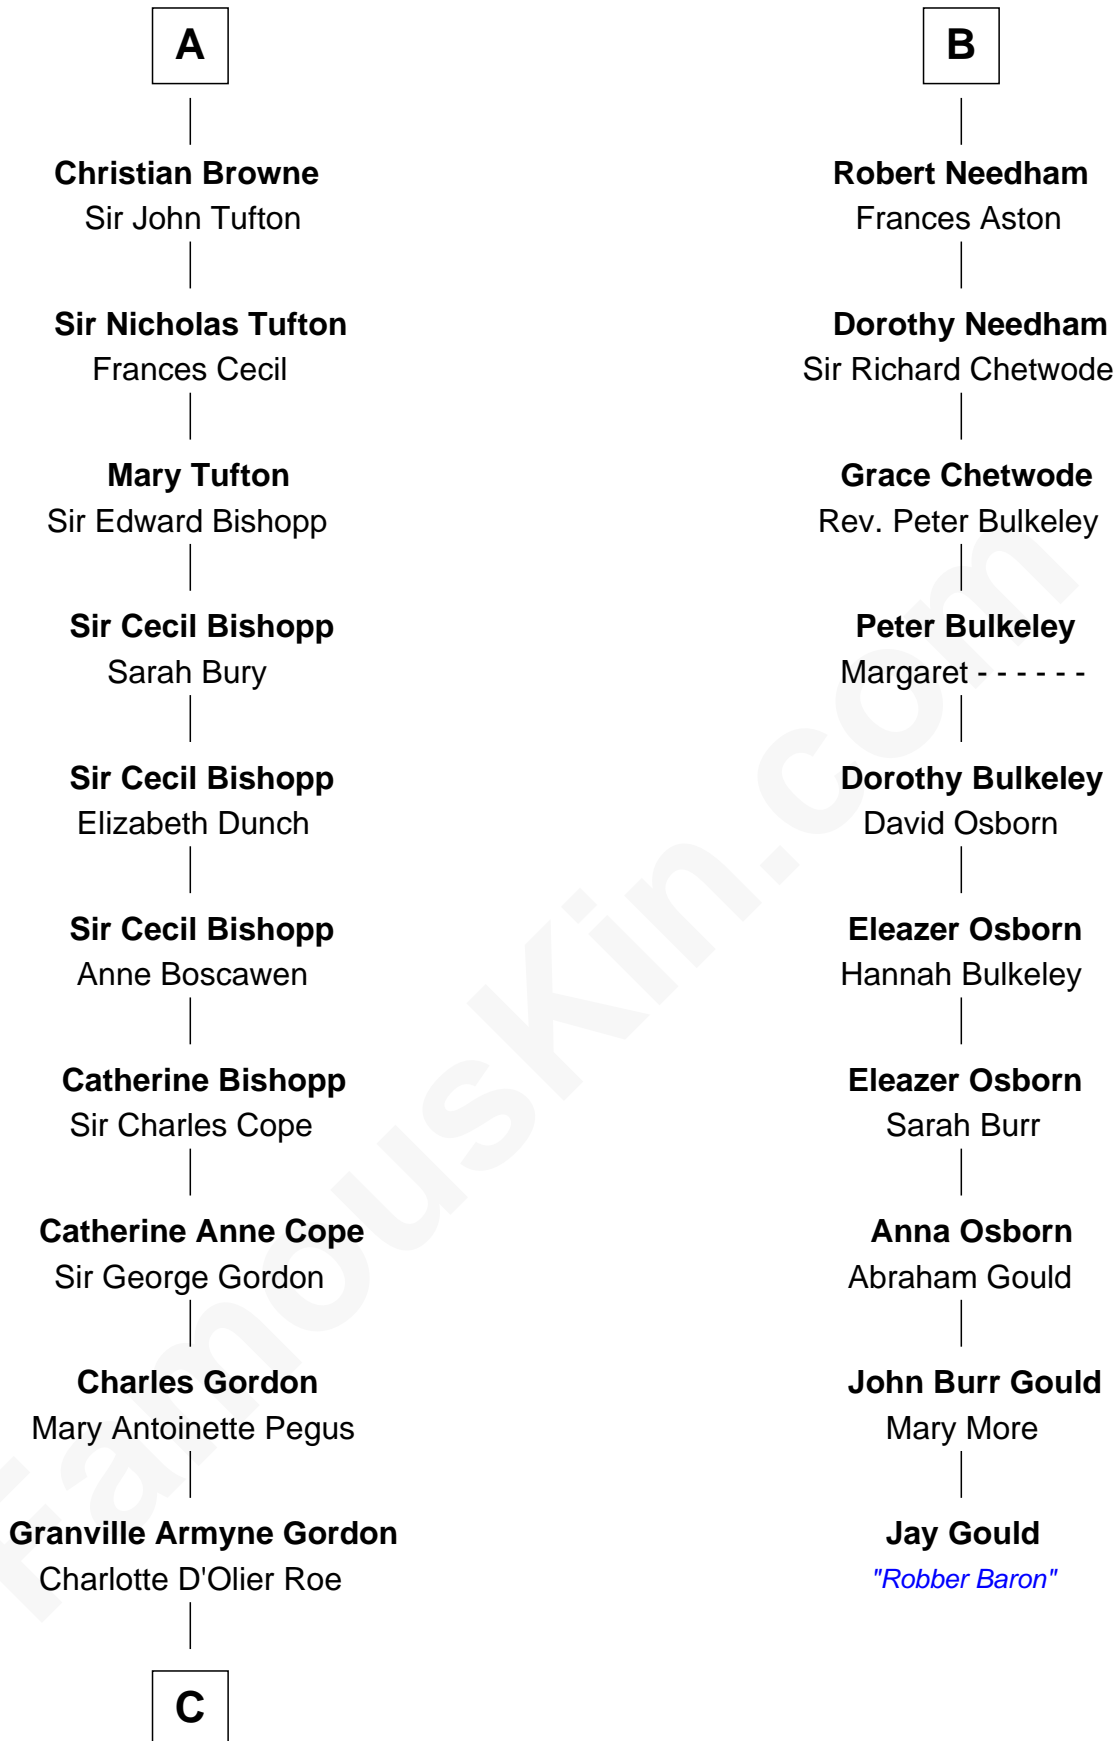 A
Christian Browne
Sir John Tufton
Sir Nicholas Tufton
Frances Cecil
Mary Tufton
Sir Edward Bishopp
Sir Cecil Bishopp
Sarah Bury
Sir Cecil Bishopp
Elizabeth Dunch
Sir Cecil Bishopp
Anne Boscawen
Catherine Bishopp
Sir Charles Cope
Catherine Anne Cope
Sir George Gordon
Charles Gordon
Mary Antoinette Pegus
Granville Armyne Gordon
Charlotte D'Olier Roe
C
B
Robert Needham
Frances Aston
Dorothy Needham
Sir Richard Chetwode
Grace Chetwode
Rev. Peter Bulkeley
Peter Bulkeley
Margaret - - - - - -
Dorothy Bulkeley
David Osborn
Eleazer Osborn
Hannah Bulkeley
Eleazer Osborn
Sarah Burr
Anna Osborn
Abraham Gould
John Burr Gould
Mary More
Jay Gould
"Robber Baron"
FamousKin.com